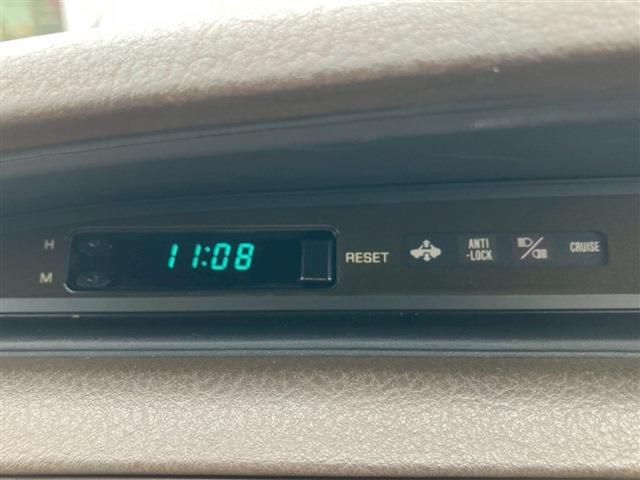 H 11:08 RESET ANTI CRUISE
M -LOCK